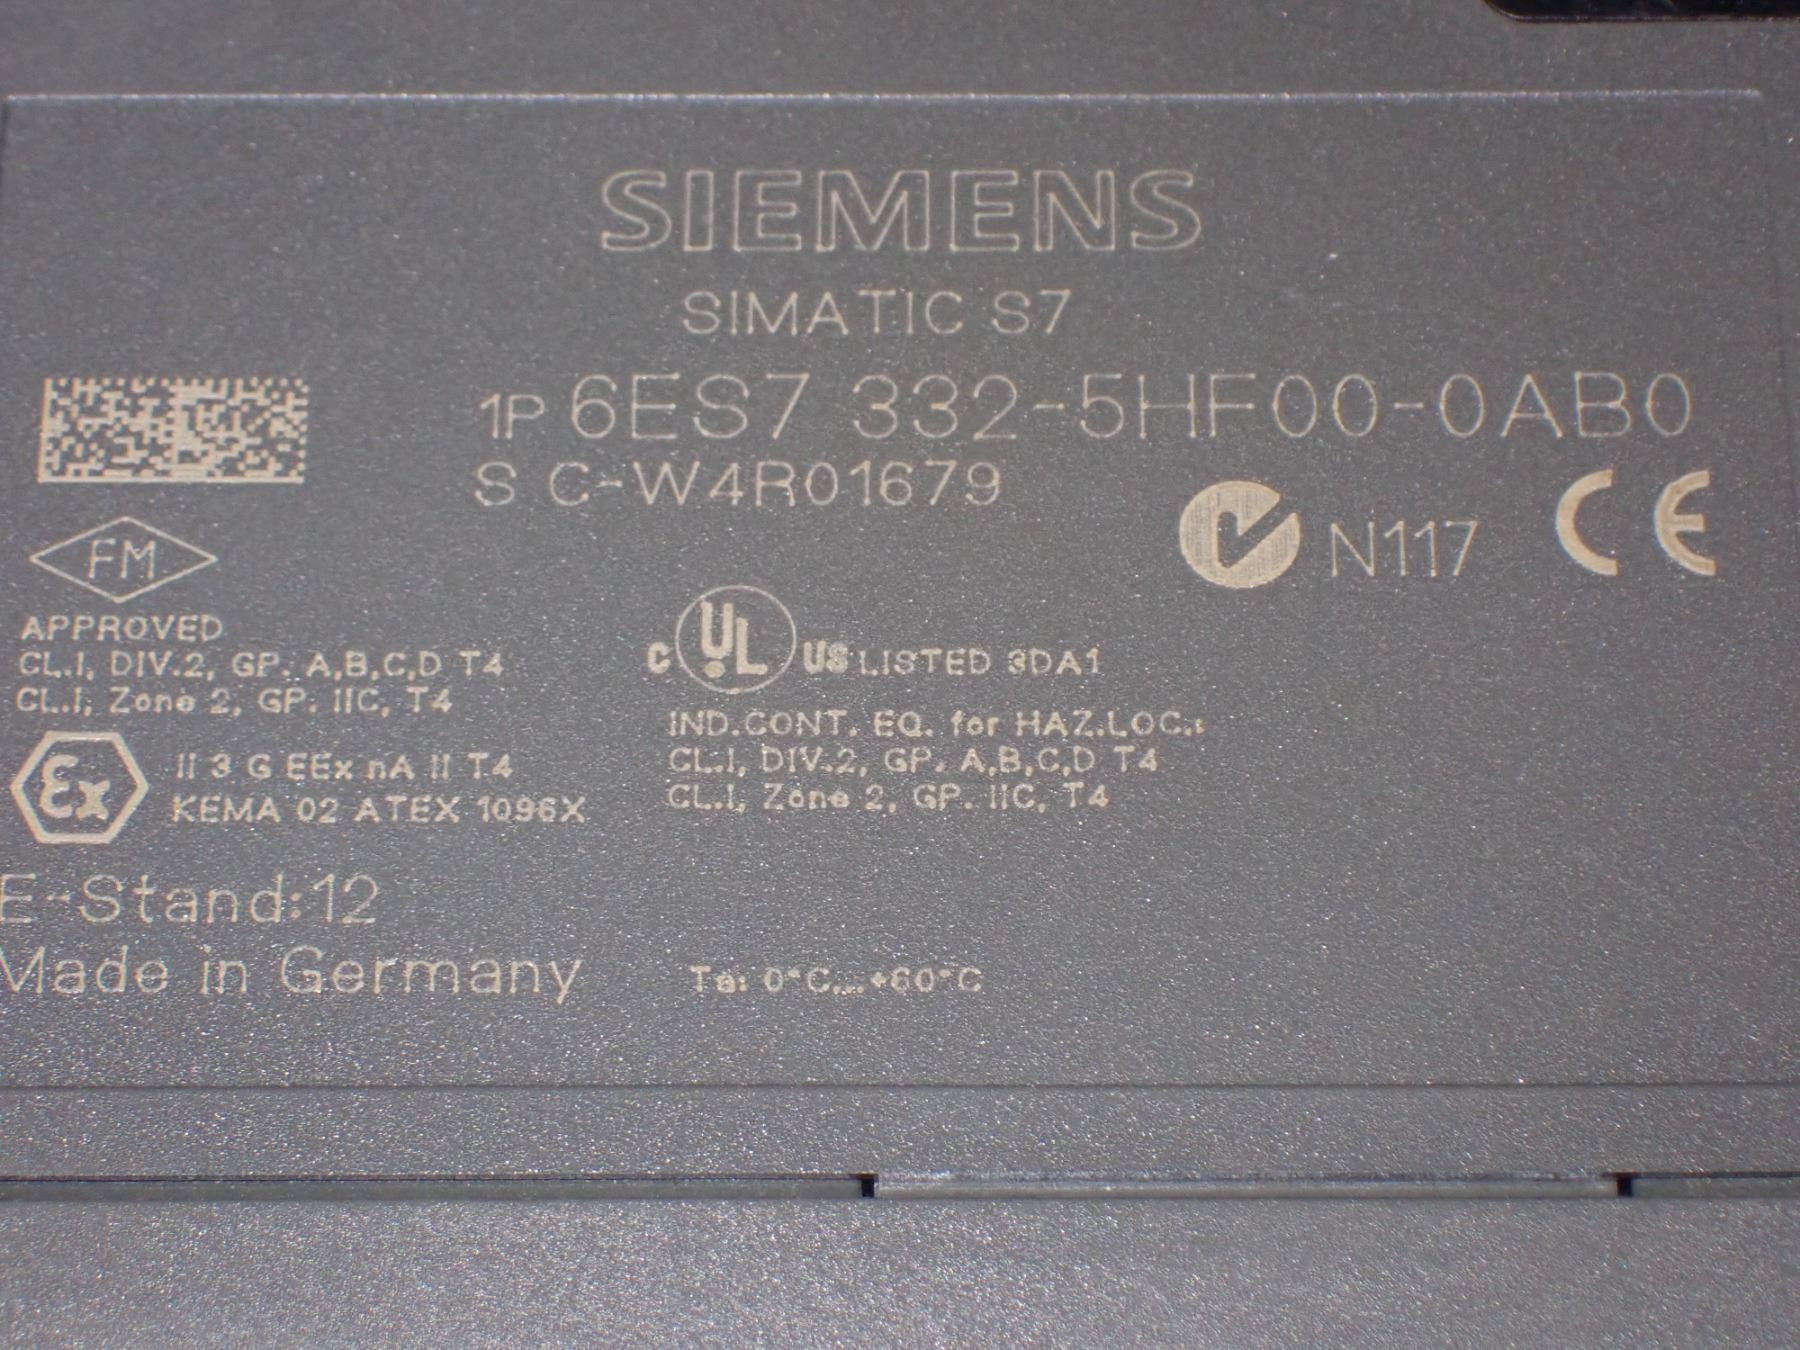 SIEMENS
SIMATIC S7
1P 6ES7 332-5HF00-0AB0
S C-W4R01679
N117 CE
FM
APPROVED
CL.I, DIV.2, GP. A,B,C,D T4
CL.I, Zone 2, GP. IIC, T4
C UL US LISTED 3DA1
IND.CONT. EQ. for HAZ.LOC.:
CL.I, DIV.2, GP. A,B,C,D T4
CL.I, Zone 2, GP. IIC, T4
Ex II 3 G EEx nA II T4
KEMA 02 ATEX 1096X
E-Stand:12
Made in Germany
Ta: 0°C...+60°C